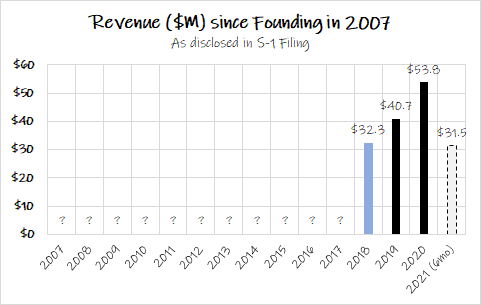 Revenue ($M) since Founding in 2007
As disclosed in S-1 Filing
$60
$50
$40
$30
$20
$10
$0
$32.3
$40.7
$53.8
$31.5
? ? ? ? ? ? ? ? ? ? ?
2007 2008 2009 2010 2011 2012 2013 2014 2015 2016 2017 2018 2019 2020 2021 (6mo)